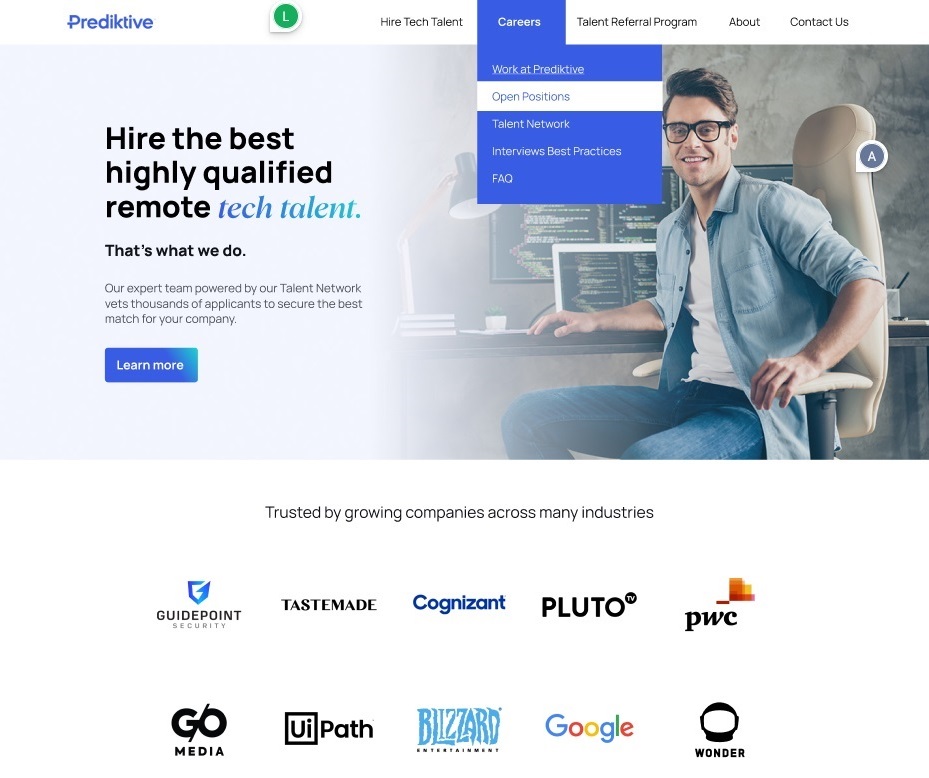 Prediktive
L
Hire Tech Talent
Careers
Talent Referral Program
About
Contact Us
Work at Prediktive
Open Positions
Talent Network
Interviews Best Practices
FAQ
A
Hire the best
highly qualified
remote tech talent.
That's what we do.
Our expert team powered by our Talent Network
vets thousands of applicants to secure the best
match for your company.
Learn more
Trusted by growing companies across many industries
GUIDEPOINT
SECURITY
TASTEMADE
Cognizant
PLUTO TV
pwc
GO
MEDIA
UiPath
BLIZZARD
ENTERTAINMENT
Google
WONDER